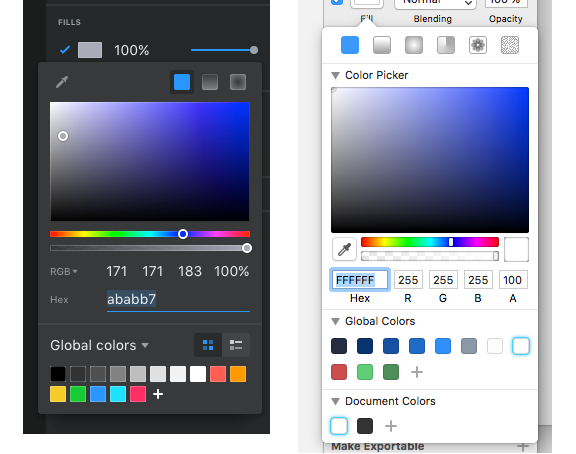 FILLS
100%
RGB
171 171 183 100%
Hex
ababb7
Global colors
Normal
100 %
Fill Blending Opacity
Color Picker
FFFFFF 255 255 255 100
Hex R G B A
Global Colors
Document Colors
Make Exportable